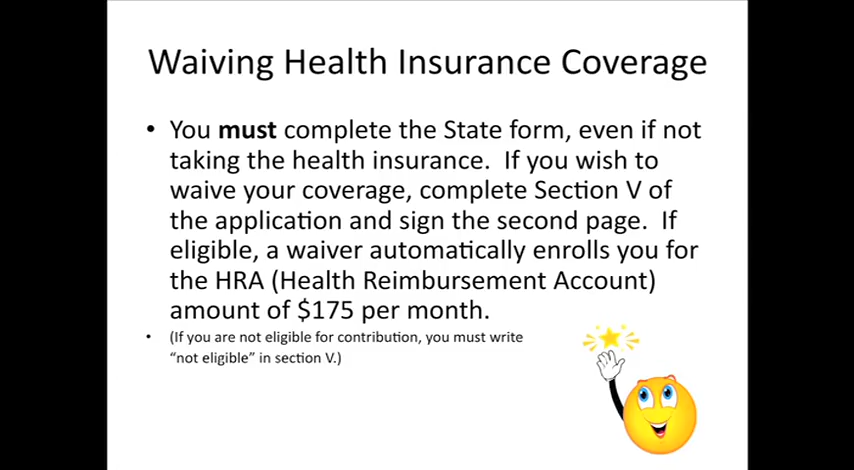 Waiving Health Insurance Coverage
• You must complete the State form, even if not
taking the health insurance.  If you wish to
waive your coverage, complete Section V of
the application and sign the second page.  If
eligible, a waiver automatically enrolls you for
the HRA (Health Reimbursement Account)
amount of $175 per month.
• (If you are not eligible for contribution, you must write
“not eligible” in section V.)